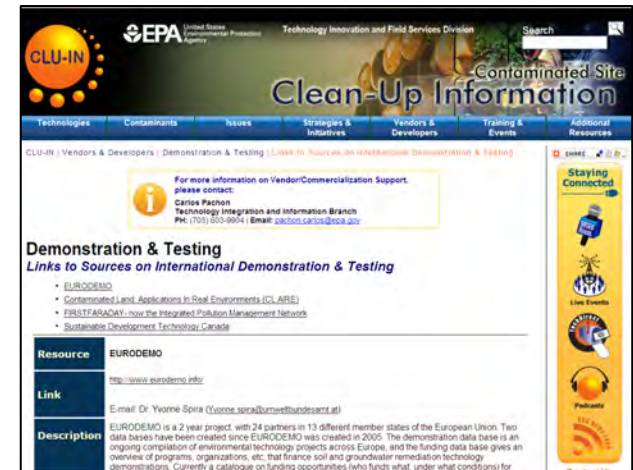 CLU-IN
EPA United States Environmental Protection Agency
Technology Innovation and Field Services Division
Search
Contaminated Site
Clean-Up Information
Technologies
Contaminants
Issues
Strategies & Initiatives
Vendors & Developers
Training & Events
Additional Resources
CLU-IN | Vendors & Developers | Demonstration & Testing | Links to Sources on International Demonstration & Testing
SHARE
For more information on Vendor/Commercialization Support,
please contact:
Carlos Pachon
Technology Integration and Information Branch
PH: (703) 603-9904 | Email: pachon.carlos@epa.gov
Staying
Connected
Demonstration & Testing
Links to Sources on International Demonstration & Testing
EURODEMO
Contaminated Land: Applications In Real Environments (CL:AIRE)
FIRSTFARADAY- now the Integrated Pollution Management Network
Sustainable Development Technology Canada
Live Events
Podcasts
Resource
EURODEMO
Link
http://www.eurodemo.info/
E-mail: Dr. Yvonne Spira (Yvonne.spira@umweltbundesamt.at)
Description
EURODEMO is a 2 year project, with 24 partners in 13 different member states of the European Union. Two
data bases have been created since EURODEMO was created in 2005. The demonstration data base is an
ongoing compilation of environmental technology projects across Europe, and the funding data base gives an
overview of programs, organizations, etc, that finance soil and groundwater remediation technology
demonstrations. Currently a catalogue on funding opportunities (who funds what, under what conditions) for